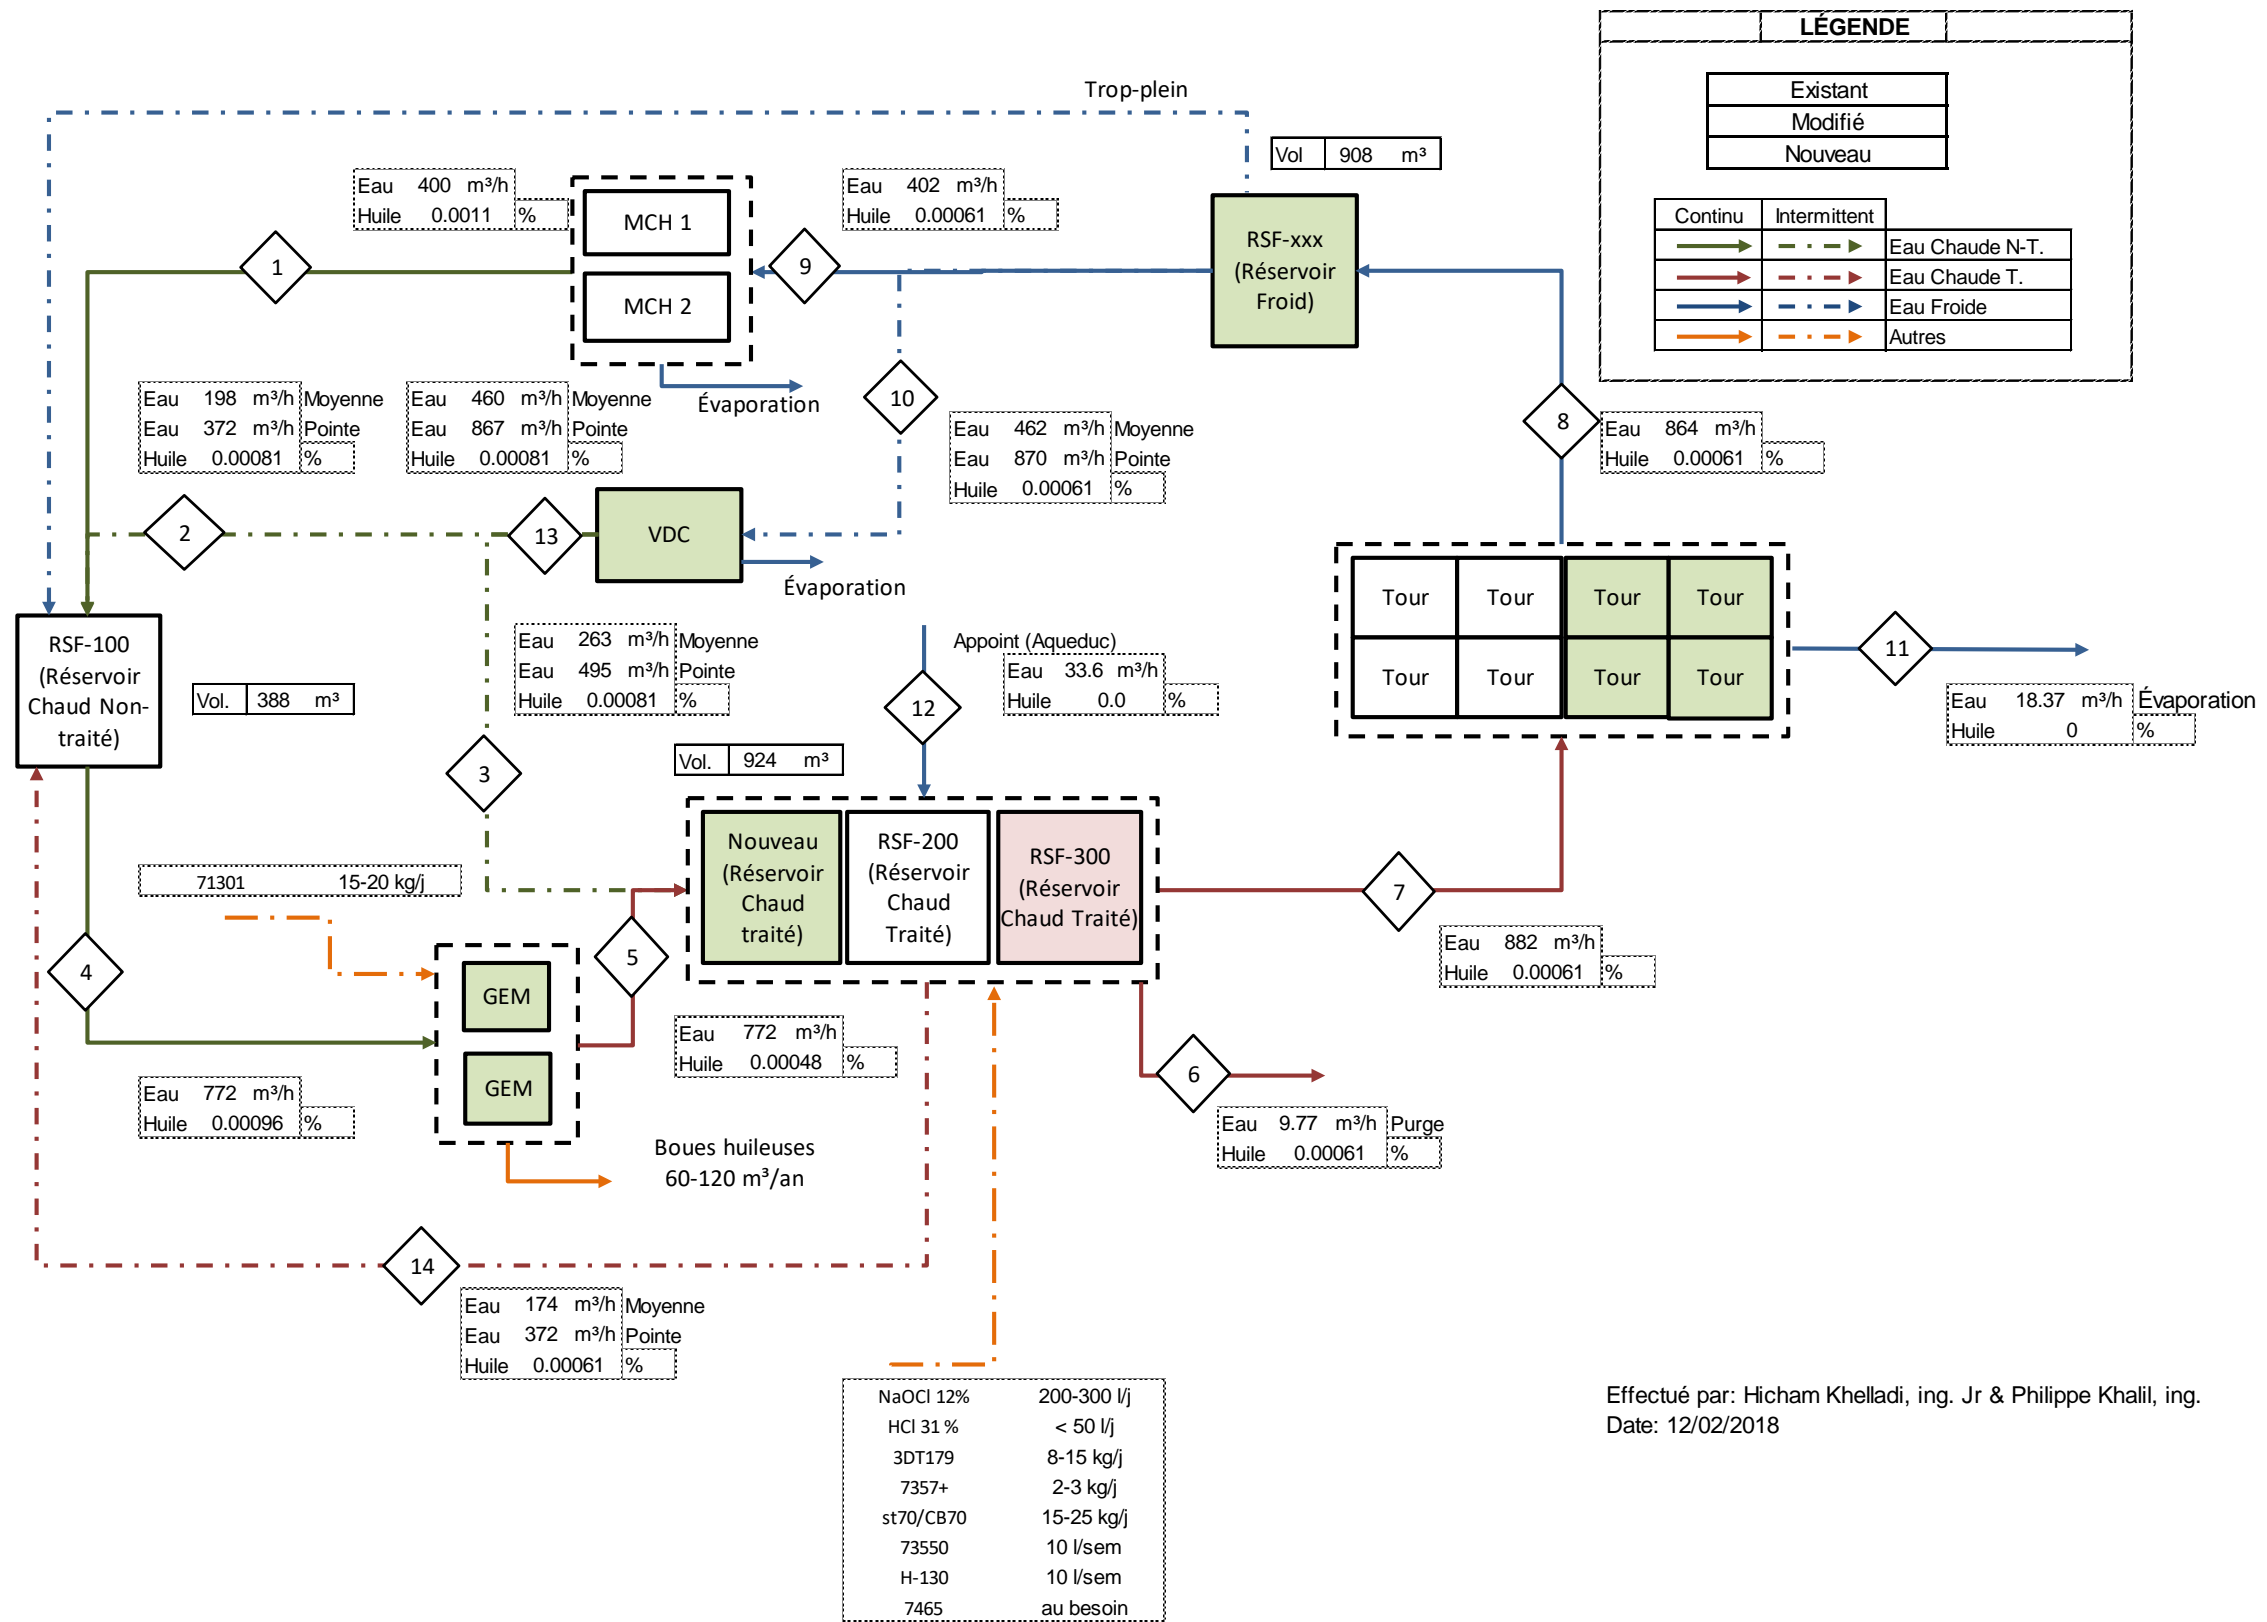 LÉGENDE
Existant
Modifié
Nouveau
Continu Intermittent
Eau Chaude N-T.
Eau Chaude T.
Eau Froide
Autres
Trop-plein
Vol 908 m³
Eau 400 m³/h
Huile 0.0011 %
MCH 1
MCH 2
Eau 402 m³/h
Huile 0.00061 %
RSF-xxx
(Réservoir
Froid)
1
9
Évaporation
10
8
Eau 198 m³/h Moyenne
Eau 372 m³/h Pointe
Huile 0.00081 %
Eau 460 m³/h Moyenne
Eau 867 m³/h Pointe
Huile 0.00081 %
Eau 462 m³/h Moyenne
Eau 870 m³/h Pointe
Huile 0.00061 %
Eau 864 m³/h
Huile 0.00061 %
2
13
VDC
Évaporation
Tour Tour Tour Tour
Tour Tour Tour Tour
RSF-100
(Réservoir
Chaud Non-
traité)
Vol. 388 m³
Eau 263 m³/h Moyenne
Eau 495 m³/h Pointe
Huile 0.00081 %
Appoint (Aqueduc)
Eau 33.6 m³/h
Huile 0.0 %
12
11
Eau 18.37 m³/h Évaporation
Huile 0 %
3
Vol. 924 m³
Nouveau
(Réservoir
Chaud
traité)
RSF-200
(Réservoir
Chaud
Traité)
RSF-300
(Réservoir
Chaud Traité)
7
Eau 882 m³/h
Huile 0.00061 %
71301 15-20 kg/j
4
5
GEM
GEM
Eau 772 m³/h
Huile 0.00048 %
Eau 772 m³/h
Huile 0.00096 %
6
Eau 9.77 m³/h Purge
Huile 0.00061 %
Boues huileuses
60-120 m³/an
14
Eau 174 m³/h Moyenne
Eau 372 m³/h Pointe
Huile 0.00061 %
NaOCl 12% 200-300 l/j
HCl 31 % < 50 l/j
3DT179 8-15 kg/j
7357+ 2-3 kg/j
st70/CB70 15-25 kg/j
73550 10 l/sem
H-130 10 l/sem
7465 au besoin
Effectué par: Hicham Khelladi, ing. Jr & Philippe Khalil, ing.
Date: 12/02/2018